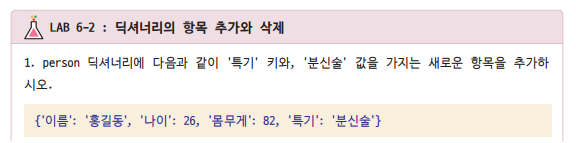 LAB 6-2 : 딕셔너리의 항목 추가와 삭제
1. person 딕셔너리에 다음과 같이 '특기' 키와, '분신술' 값을 가지는 새로운 항목을 추가하
시오.
{'이름': '홍길동', '나이': 26, '몸무게': 82, '특기': '분신술'}